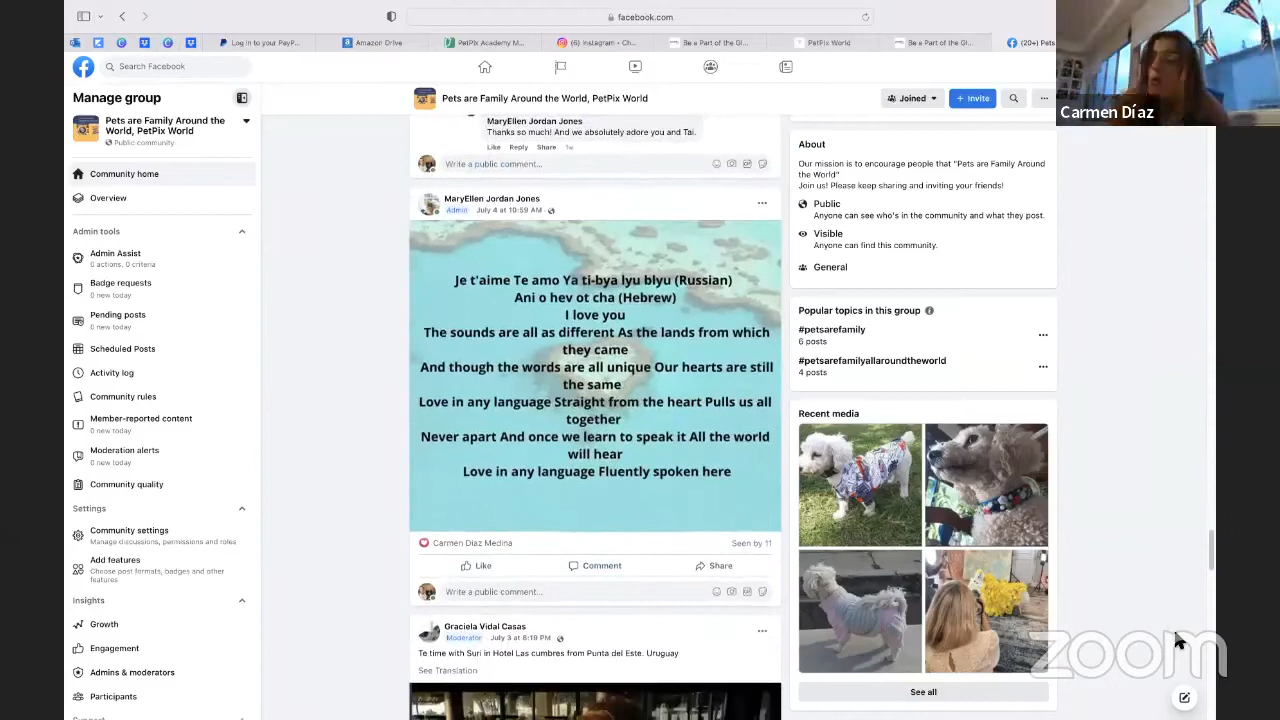 facebook.com
Log in to your PayP...
Amazon Drive
PetPix Academy M...
(6) Instagram • Ch...
Be a Part of the Gl...
PetPix World
Be a Part of the Gl...
(20+) Pets
Search Facebook
Carmen Díaz
Manage group
Pets are Family Around the
World, PetPix World
Public community
Community home
Overview
Admin tools
Admin Assist
0 actions, 0 criteria
Badge requests
0 new today
Pending posts
0 new today
Scheduled Posts
Activity log
Community rules
Member-reported content
0 new today
Moderation alerts
0 new today
Community quality
Settings
Community settings
Manage discussions, permissions and roles
Add features
Choose post formats, badges and other
features
Insights
Growth
Engagement
Admins & moderators
Participants
Support
Pets are Family Around the World, PetPix World
Joined
+ Invite
MaryEllen Jordan Jones
Thanks so much! And we absolutely adore you and Tai.
Like Reply Share 1w
Write a public comment...
MaryEllen Jordan Jones
Admin July 4 at 10:59 AM ·
Je t'aime Te amo Ya ti-bya lyu blyu (Russian)
Ani o hev ot cha (Hebrew)
I love you
The sounds are all as different As the lands from which
they came
And though the words are all unique Our hearts are still
the same
Love in any language Straight from the heart Pulls us all
together
Never apart And once we learn to speak it All the world
will hear
Love in any language Fluently spoken here
Carmen Diaz Medina
Seen by 11
Like
Comment
Share
Write a public comment...
Graciela Vidal Casas
Moderator July 3 at 6:19 PM ·
Te time with Suri in Hotel Las cumbres from Punta del Este. Uruguay
See Translation
About
Our mission is to encourage people that "Pets are Family Around
the World"
Join us! Please keep sharing and inviting your friends!
Public
Anyone can see who's in the community and what they post.
Visible
Anyone can find this community.
General
Popular topics in this group
#petsarefamily
6 posts
#petsarefamilyallaroundtheworld
4 posts
Recent media
See all
zoom